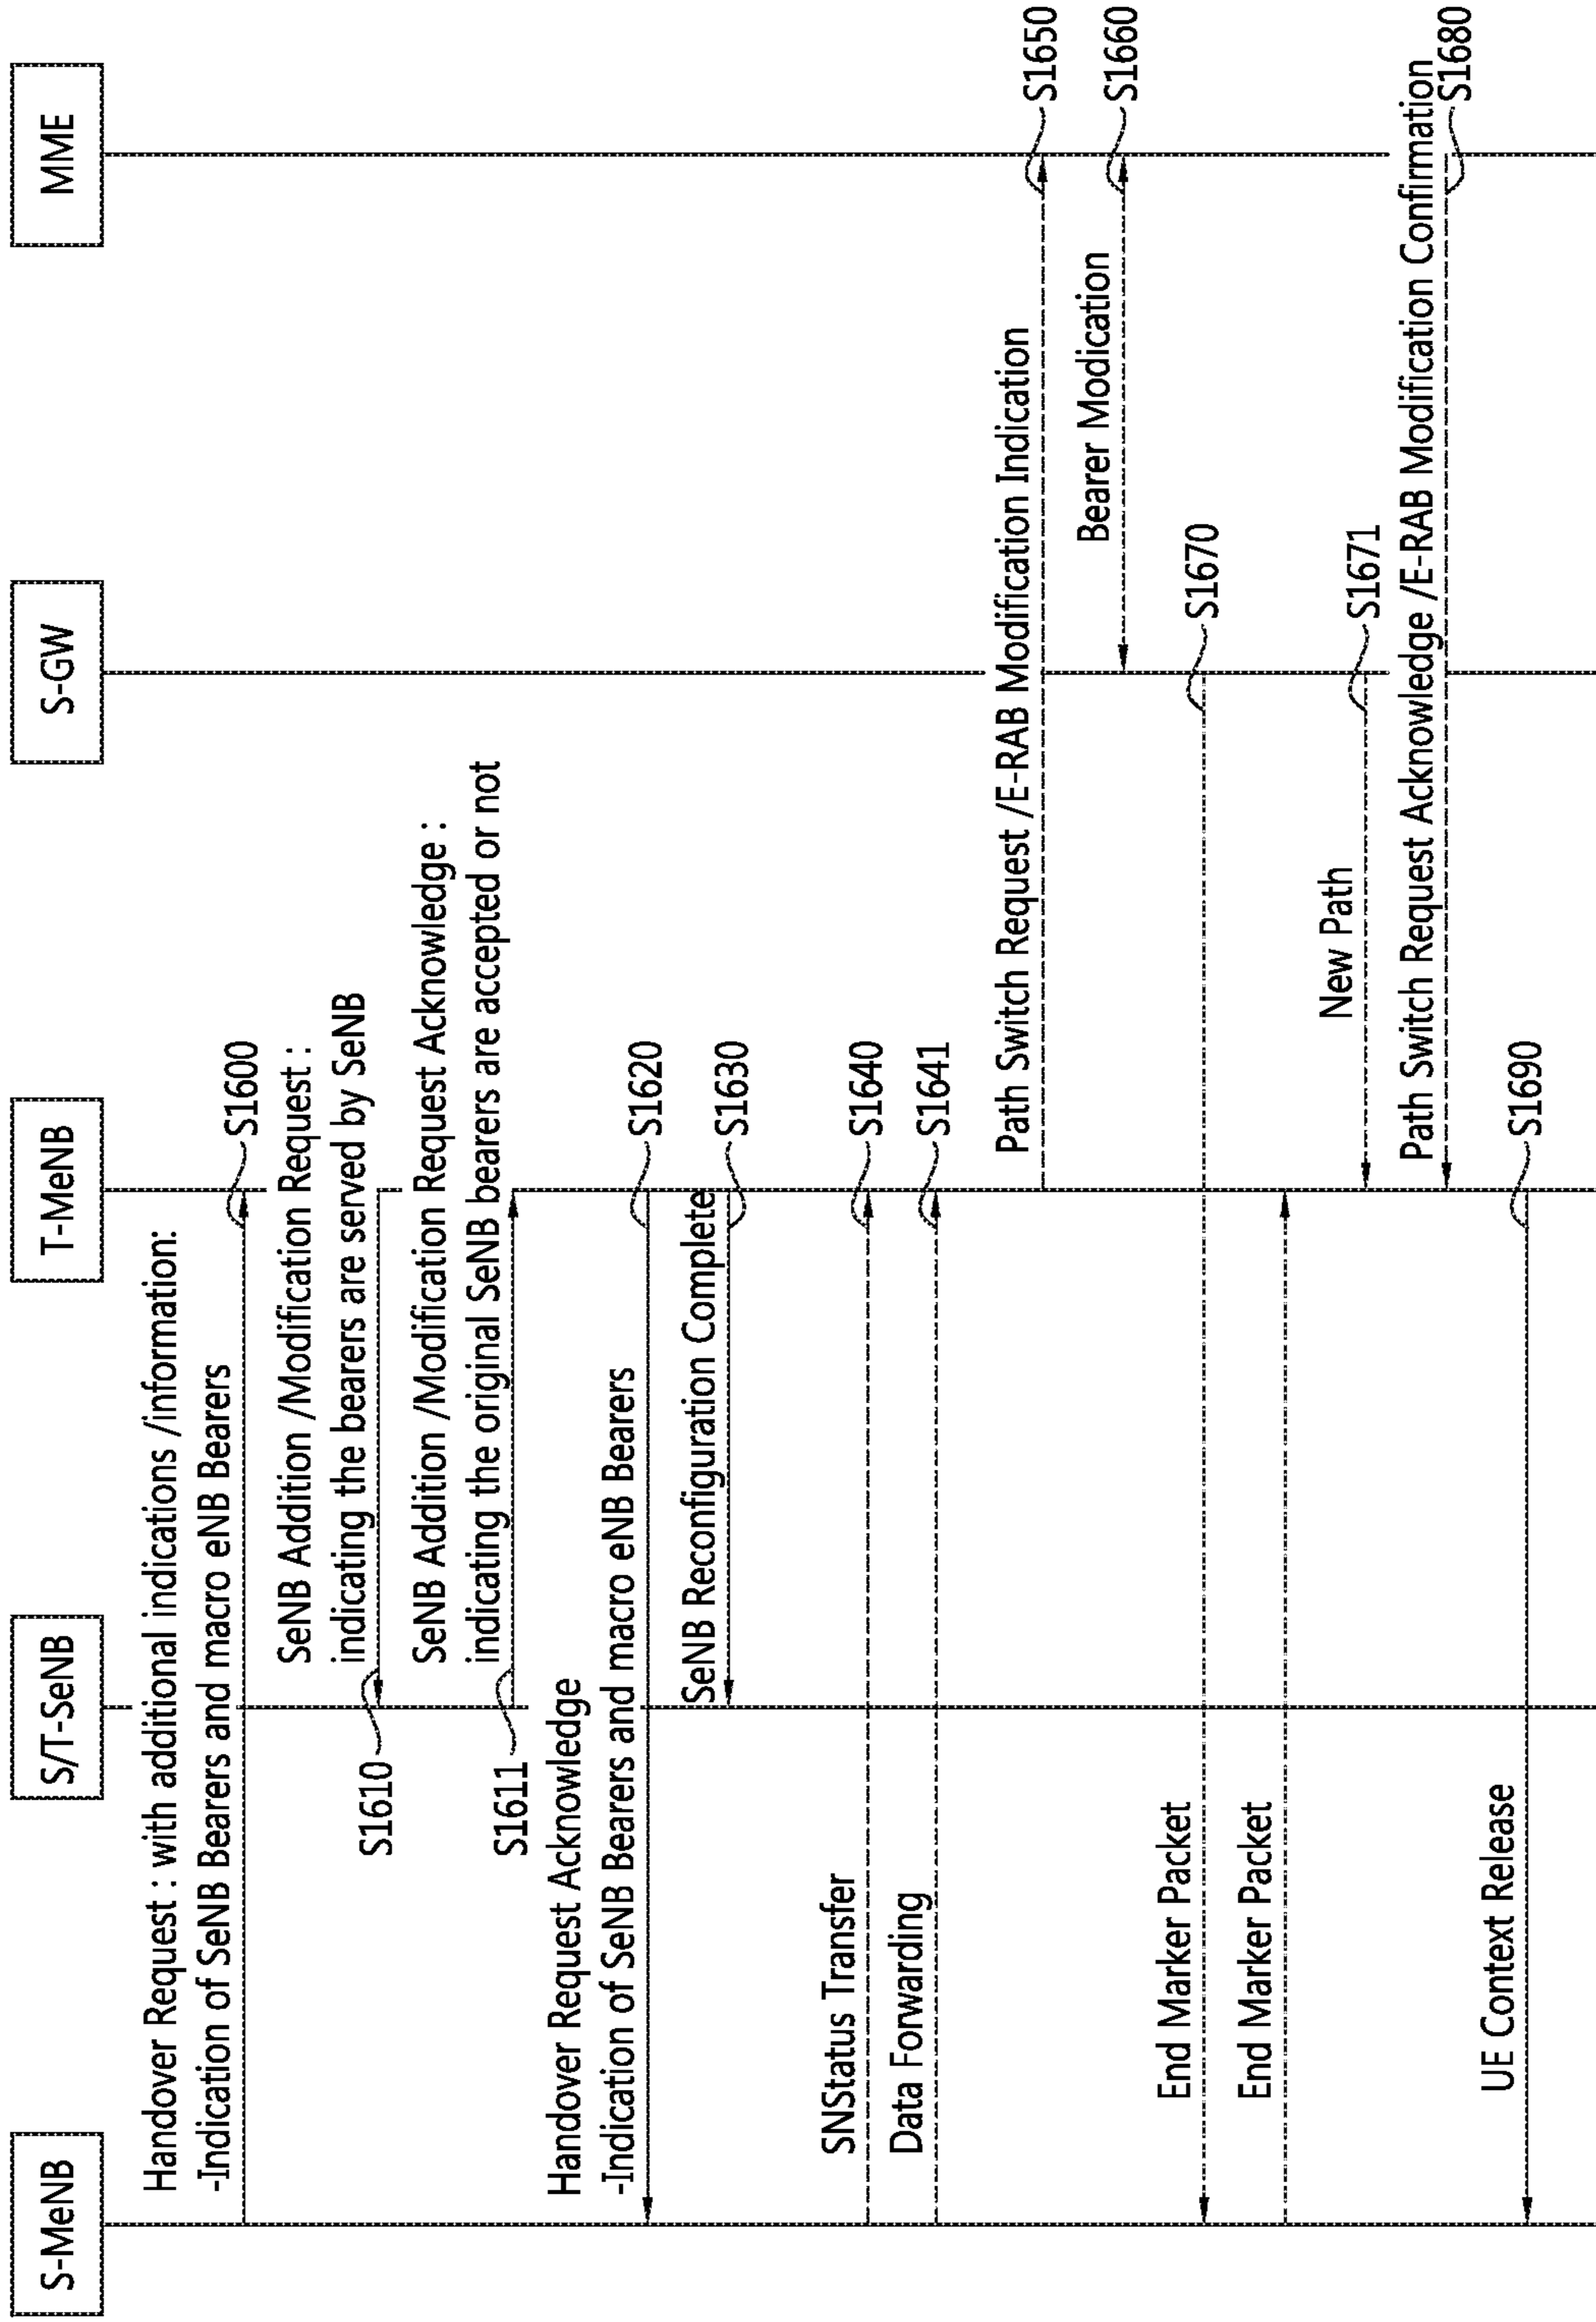 S-MeNB
S/T-SeNB
T-MeNB
S-GW
MME
Handover Request : with additional indications /information:
-Indication of SeNB Bearers and macro eNB Bearers
S1600
SeNB Addition /Modification Request :
indicating the bearers are served by SeNB
S1610
SeNB Addition /Modification Request Acknowledge :
indicating the original SeNB bearers are accepted or not
S1611
Handover Request Acknowledge
-Indication of SeNB Bearers and macro eNB Bearers
S1620
SeNB Reconfiguration Complete
S1630
SNStatus Transfer
S1640
Data Forwarding
S1641
Path Switch Request /E-RAB Modification Indication
S1650
Bearer Modication
S1660
End Marker Packet
S1670
End Marker Packet
New Path
S1671
Path Switch Request Acknowledge /E-RAB Modification Confirmation
S1680
UE Context Release
S1690